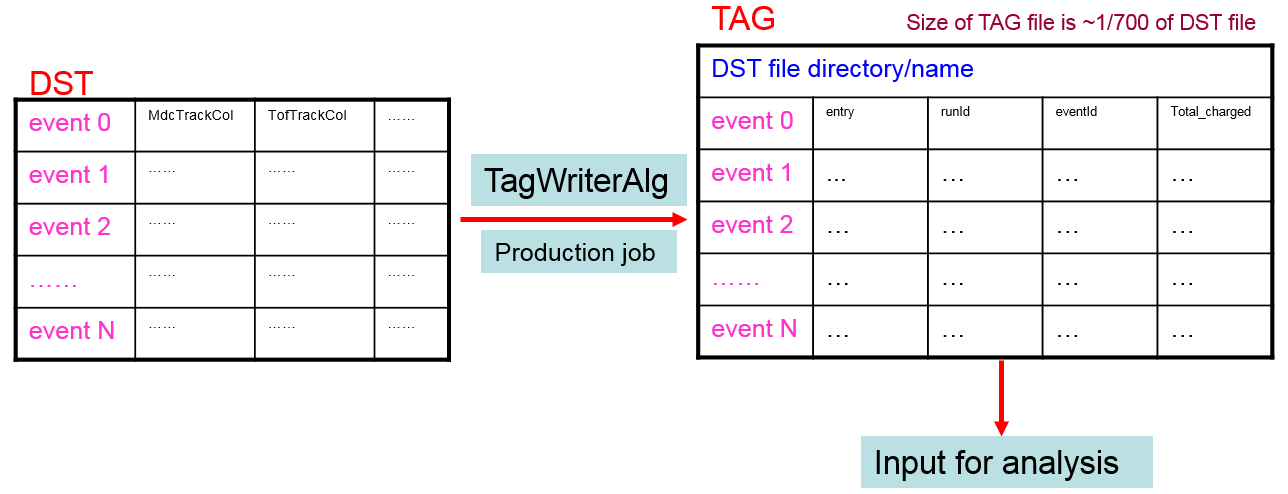 TAG
Size of TAG file is ~1/700 of DST file
DST
event 0 MdcTrackCol TofTrackCol ……
event 1 …… …… ……
event 2 …… …… ……
…… …… …… ……
event N …… …… ……
TagWriterAlg
Production job
DST file directory/name
event 0 entry runId eventId Total_charged
event 1 … … … …
event 2 … … … …
…… … … … …
event N … … … …
Input for analysis